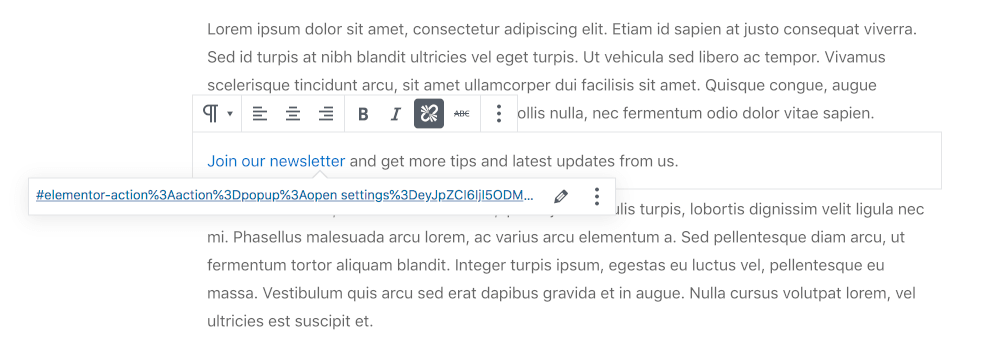 Lorem ipsum dolor sit amet, consectetur adipiscing elit. Etiam id sapien at justo consequat viverra.
Sed id turpis at nibh blandit ultricies vel eget turpis. Ut vehicula sed libero ac tempor. Vivamus
scelerisque tincidunt arcu, sit amet ullamcorper dui facilisis sit amet. Quisque congue, augue
ollis nulla, nec fermentum odio dolor vitae sapien.
B I ABC
Join our newsletter and get more tips and latest updates from us.
#elementor-action%3Aaction%3Dpopup%3Aopen settings%3DeyJpZCI6IjI5ODM...
ulis turpis, lobortis dignissim velit ligula nec
mi. Phasellus malesuada arcu lorem, ac varius arcu elementum a. Sed pellentesque diam arcu, ut
fermentum tortor aliquam blandit. Integer turpis ipsum, egestas eu luctus vel, pellentesque eu
massa. Vestibulum quis arcu sed erat dapibus gravida et in augue. Nulla cursus volutpat lorem, vel
ultricies est suscipit et.